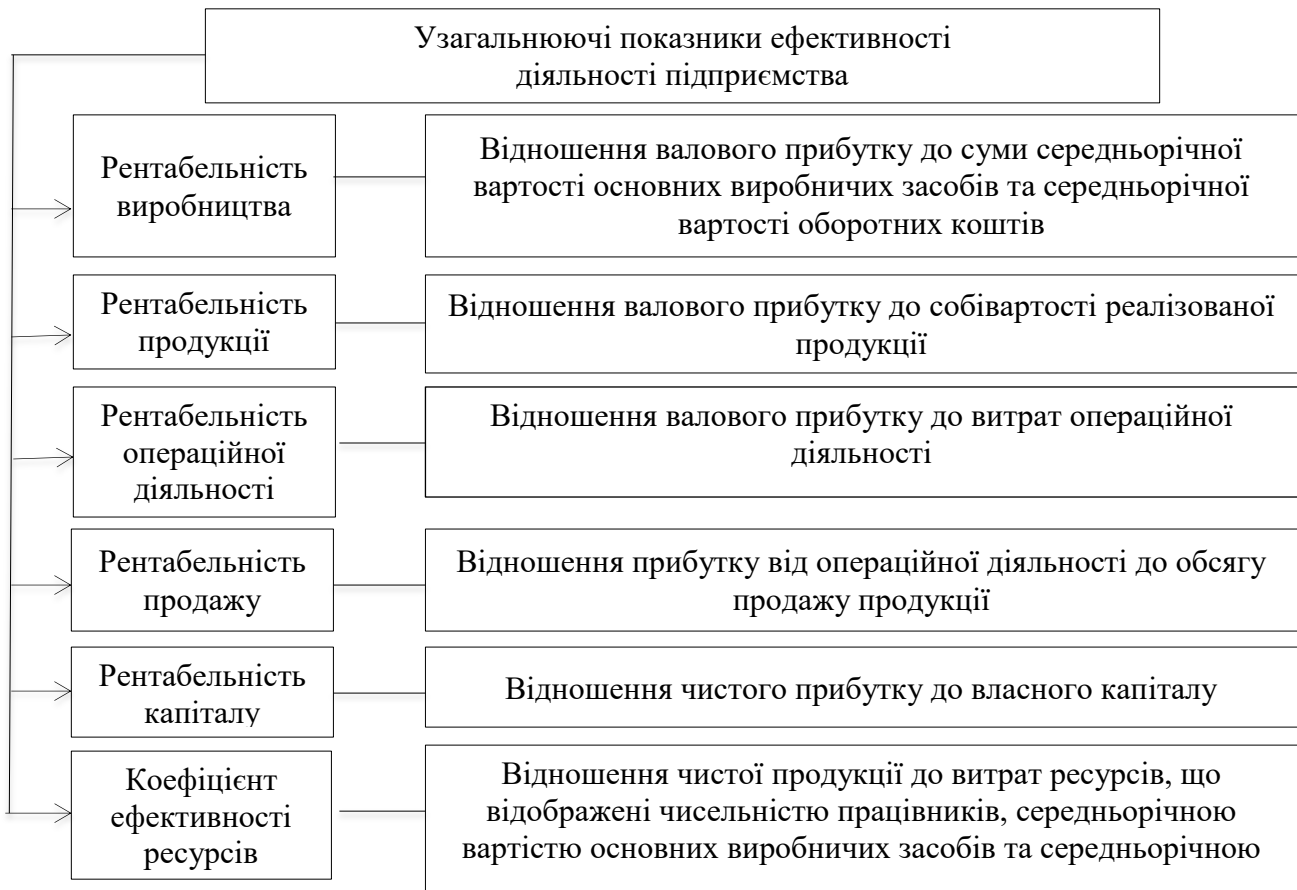 Узагальнюючі показники ефективності
діяльності підприємства
Рентабельність
виробництва
Відношення валового прибутку до суми середньорічної
вартості основних виробничих засобів та середньорічної
вартості оборотних коштів
Рентабельність
продукції
Відношення валового прибутку до собівартості реалізованої
продукції
Рентабельність
операційної
діяльності
Відношення валового прибутку до витрат операційної
діяльності
Рентабельність
продажу
Відношення прибутку від операційної діяльності до обсягу
продажу продукції
Рентабельність
капіталу
Відношення чистого прибутку до власного капіталу
Коефіцієнт
ефективності
ресурсів
Відношення чистої продукції до витрат ресурсів, що
відображені чисельністю працівників, середньорічною
вартістю основних виробничих засобів та середньорічною